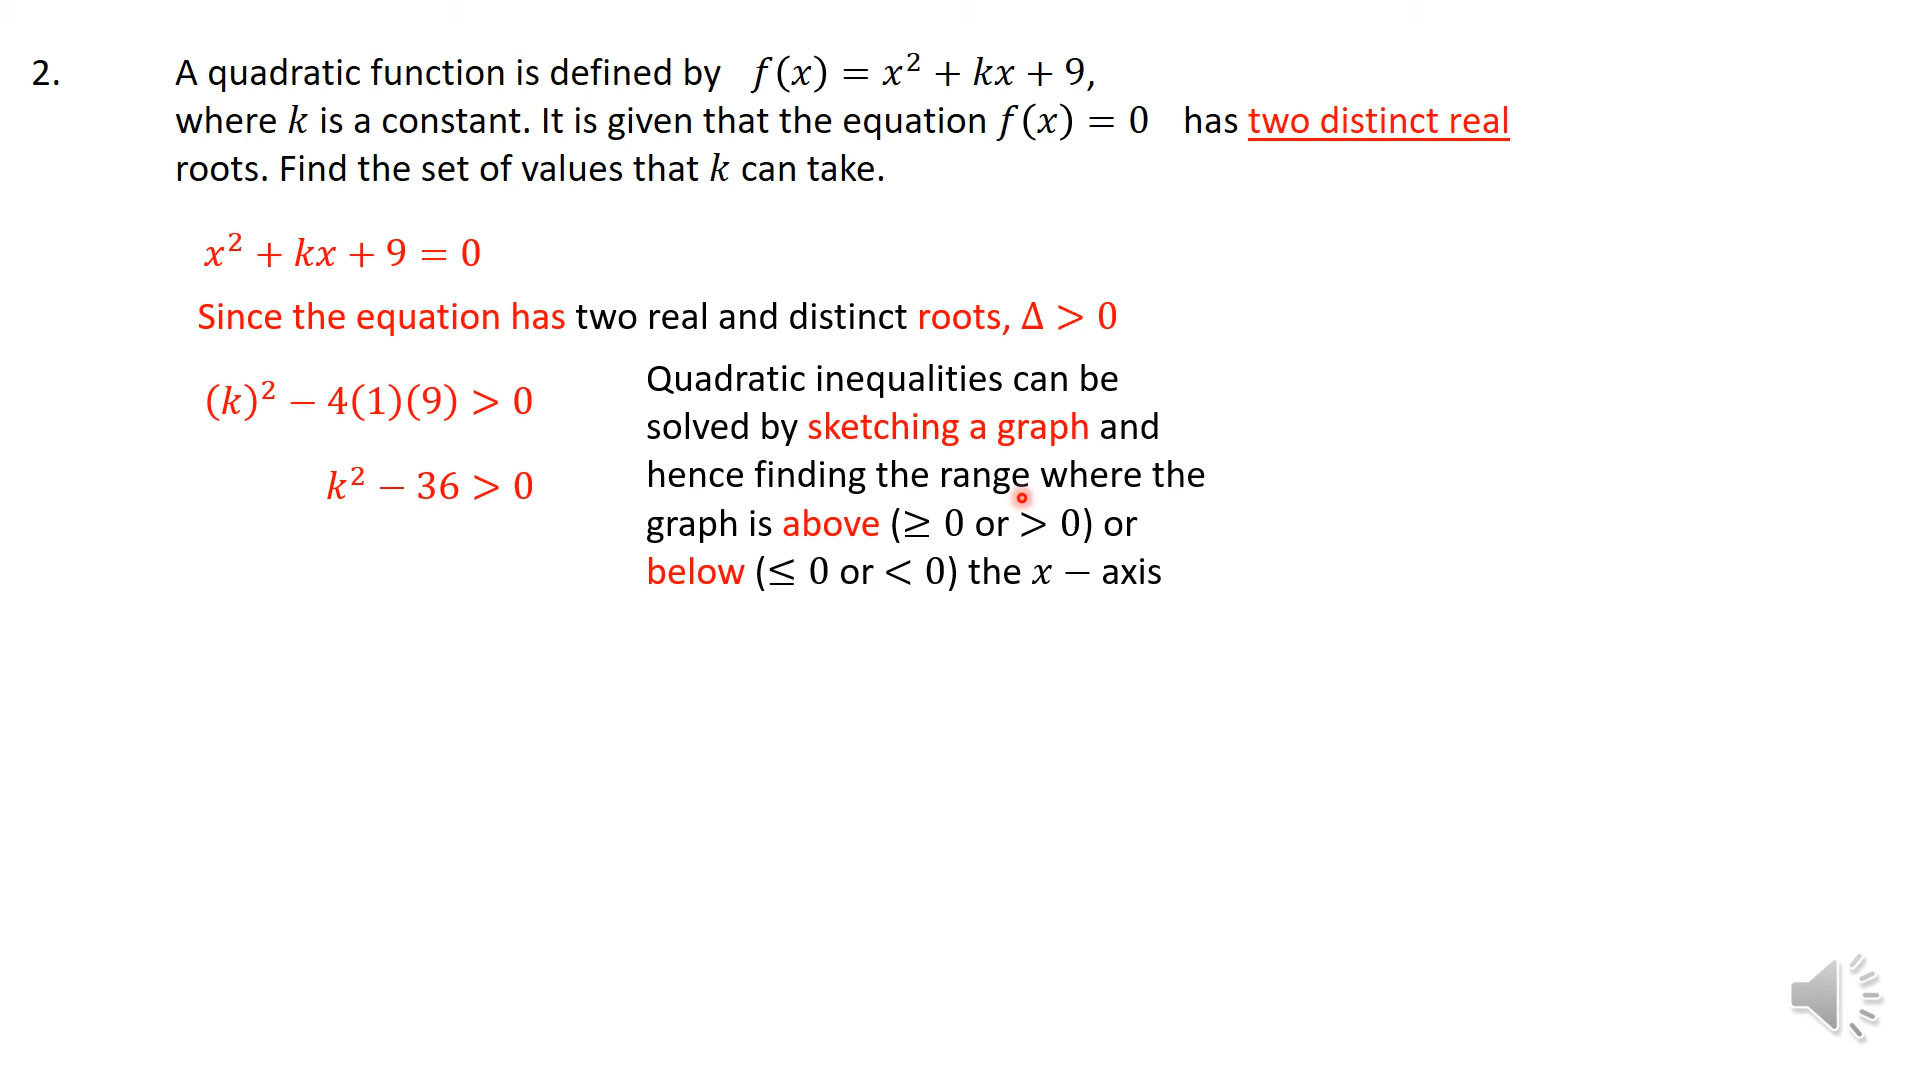 2. A quadratic function is defined by f(x) = x² + kx + 9,
where k is a constant. It is given that the equation f(x) = 0 has two distinct real
roots. Find the set of values that k can take.
x² + kx + 9 = 0
Since the equation has two real and distinct roots, Δ > 0
(k)² − 4(1)(9) > 0
k² − 36 > 0
Quadratic inequalities can be
solved by sketching a graph and
hence finding the range where the
graph is above (≥ 0 or > 0) or
below (≤ 0 or < 0) the x − axis